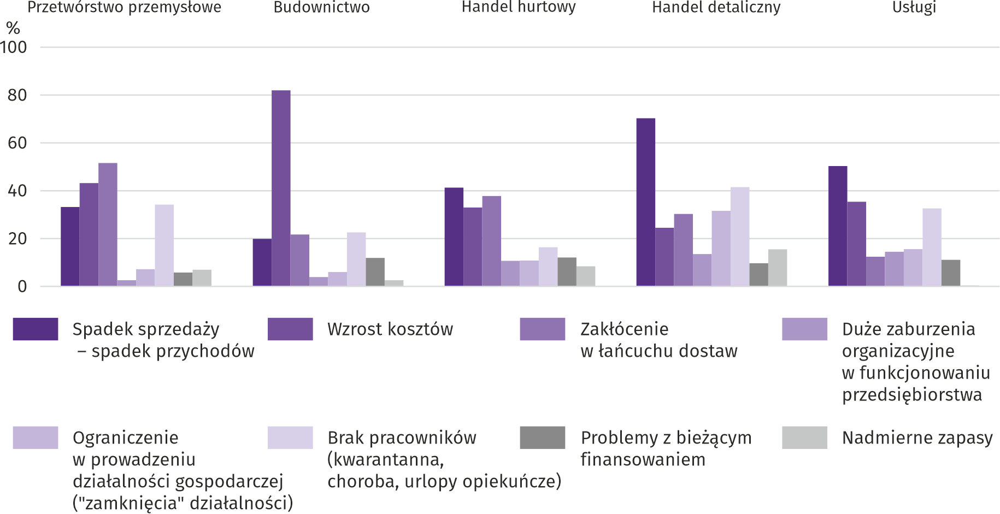 Przetwórstwo przemysłowe
Budownictwo
Handel hurtowy
Handel detaliczny
Usługi
%
100
80
60
40
20
0
Spadek sprzedaży
– spadek przychodów
Wzrost kosztów
Zakłócenie
w łańcuchu dostaw
Duże zaburzenia
organizacyjne
w funkcjonowaniu
przedsiębiorstwa
Ograniczenie
w prowadzeniu
działalności gospodarczej
("zamknięcia" działalności)
Brak pracowników
(kwarantanna,
choroba, urlopy opiekuńcze)
Problemy z bieżącym
finansowaniem
Nadmierne zapasy